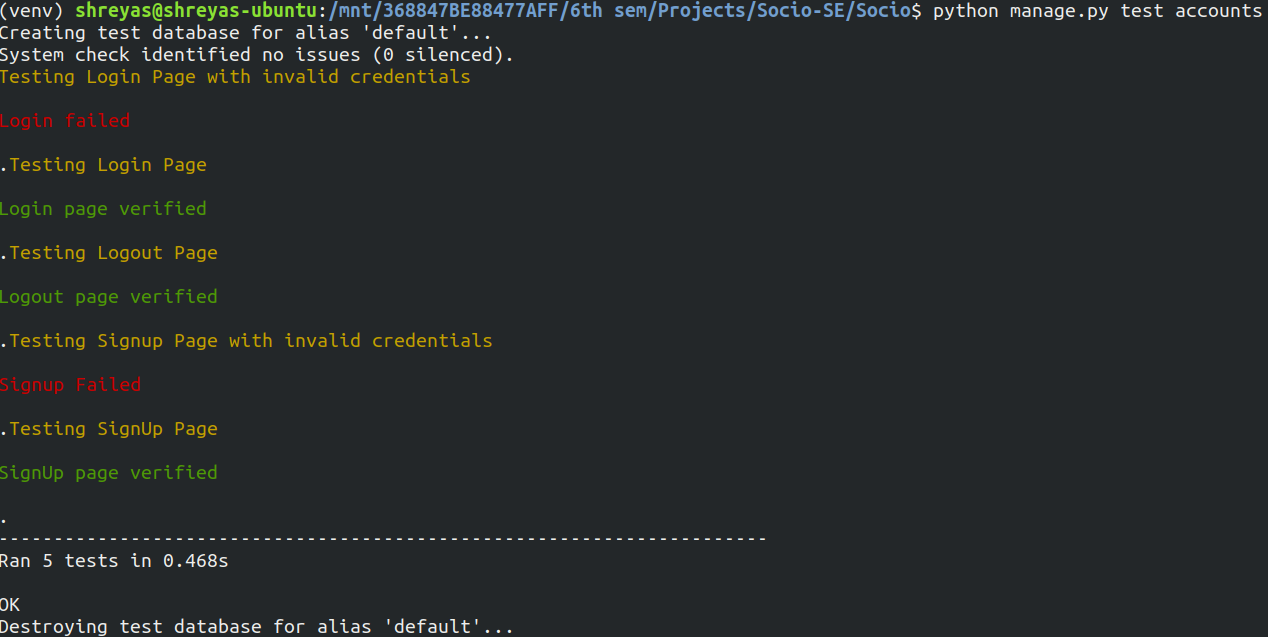 (venv) shreyas@shreyas-ubuntu:/mnt/368847BE88477AFF/6th sem/Projects/Socio-SE/Socio$ python manage.py test accounts
Creating test database for alias 'default'...
System check identified no issues (0 silenced).
Testing Login Page with invalid credentials
Login failed
.Testing Login Page
Login page verified
.Testing Logout Page
Logout page verified
.Testing Signup Page with invalid credentials
Signup Failed
.Testing SignUp Page
SignUp page verified
.
----------------------------------------------------------------------
Ran 5 tests in 0.468s
OK
Destroying test database for alias 'default'...